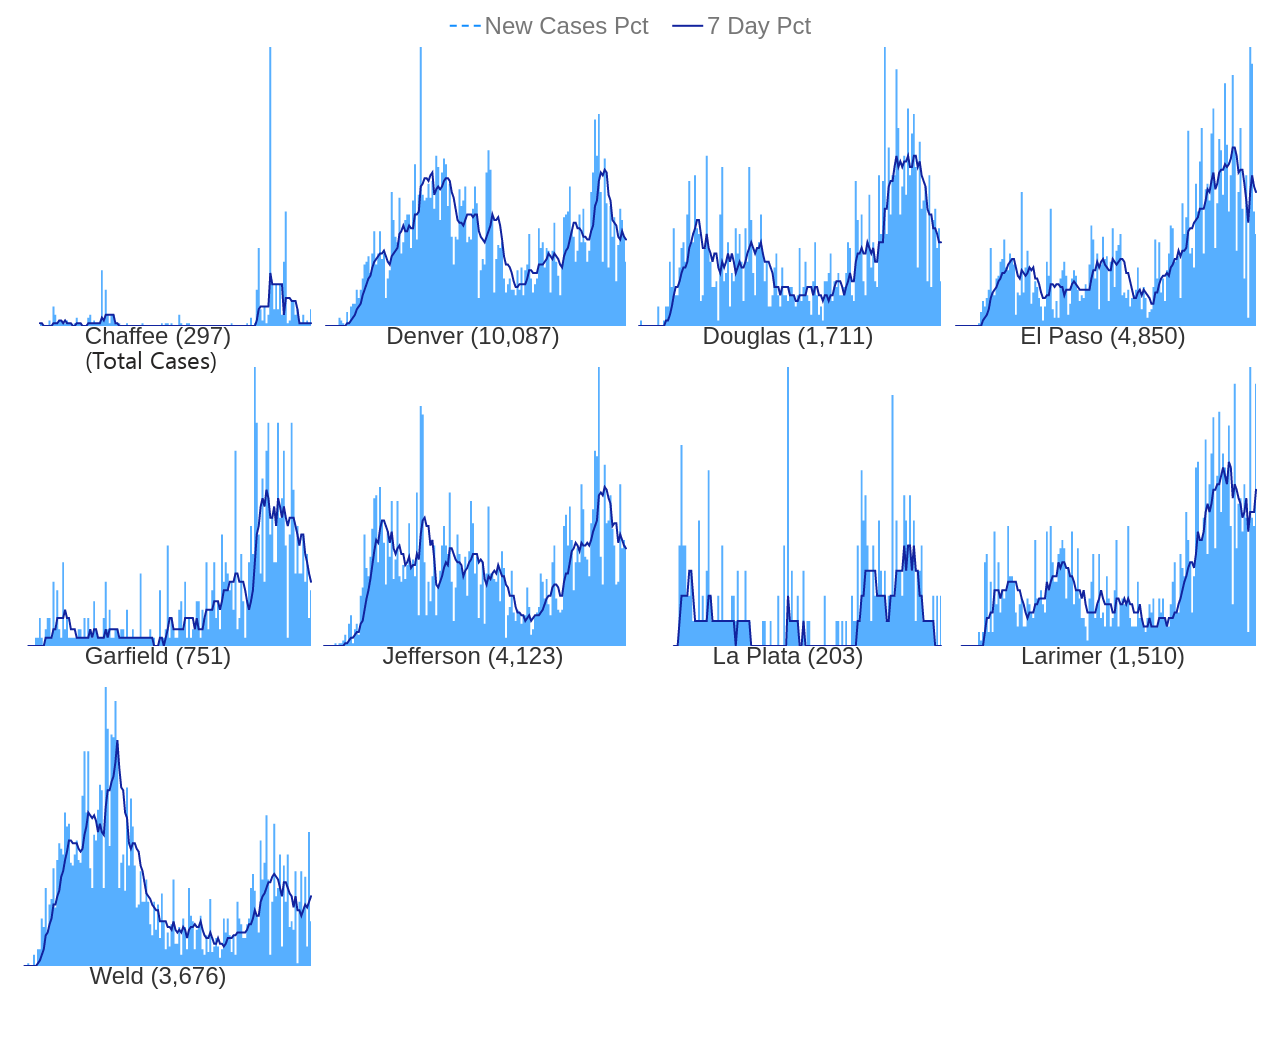 New Cases Pct 7 Day Pct
Chaffee (297) Denver (10,087) Douglas (1,711) El Paso (4,850)
(Total Cases)
Garfield (751) Jefferson (4,123) La Plata (203) Larimer (1,510)
Weld (3,676)